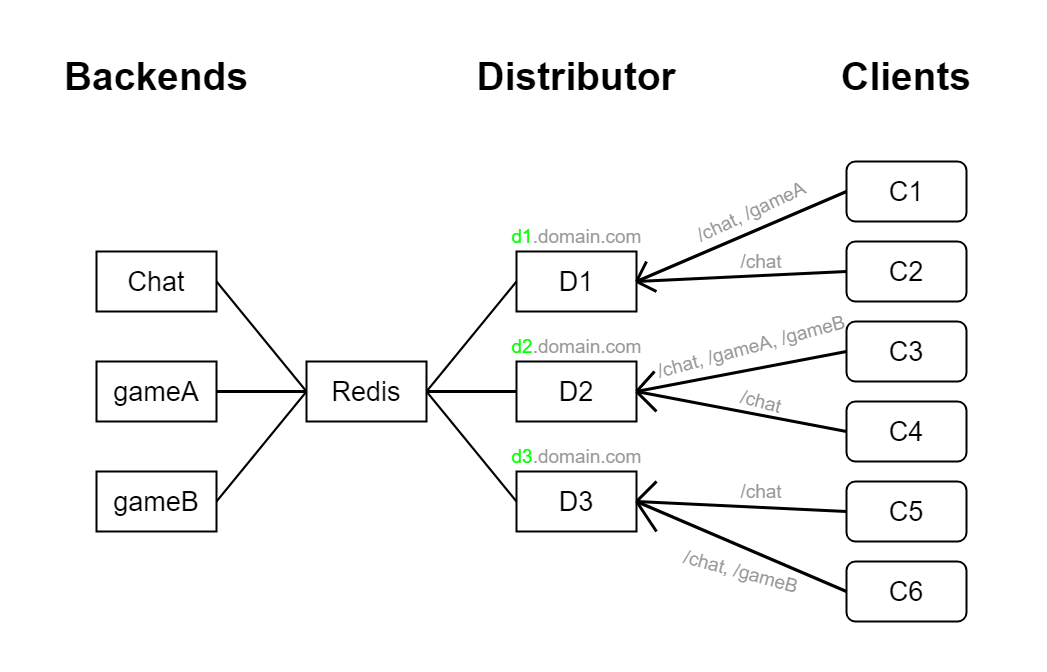 Backends
Distributor
Clients
C1
/chat, /gameA
d1.domain.com
/chat
C2
Chat
D1
/chat, /gameA, /gameB
C3
d2.domain.com
gameA
Redis
D2
/chat
C4
d3.domain.com
gameB
D3
/chat
C5
/chat, /gameB
C6